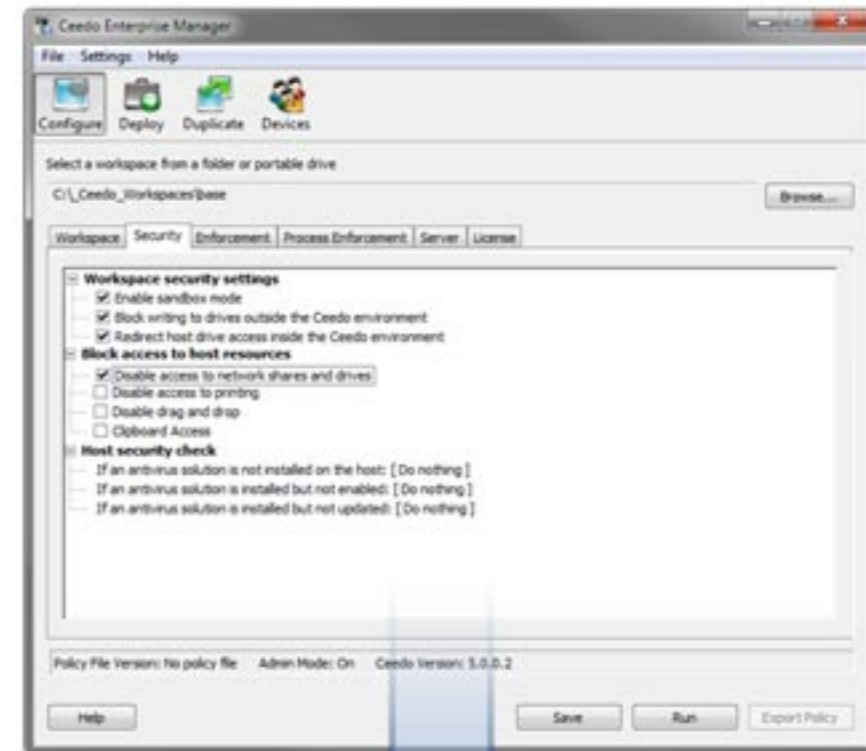 Ceedo Enterprise Manager
File Settings Help
Configure Deploy Duplicate Devices
Select a workspace from a folder or portable drive
C:\_Ceedo_Workspaces\base Browse...
Workspace Security Enforcement Process Enforcement Server License
Workspace security settings
Enable sandbox mode
Block writing to drives outside the Ceedo environment
Redirect host drive access inside the Ceedo environment
Block access to host resources
Disable access to network shares and drives
Disable access to printing
Disable drag and drop
Clipboard Access
Host security check
If an antivirus solution is not installed on the host: [ Do nothing ]
If an antivirus solution is installed but not enabled: [ Do nothing ]
If an antivirus solution is installed but not updated: [ Do nothing ]
Policy File Version: No policy file Admin Mode: On Ceedo Version: 5.0.0.2
Help Save Run Export Policy